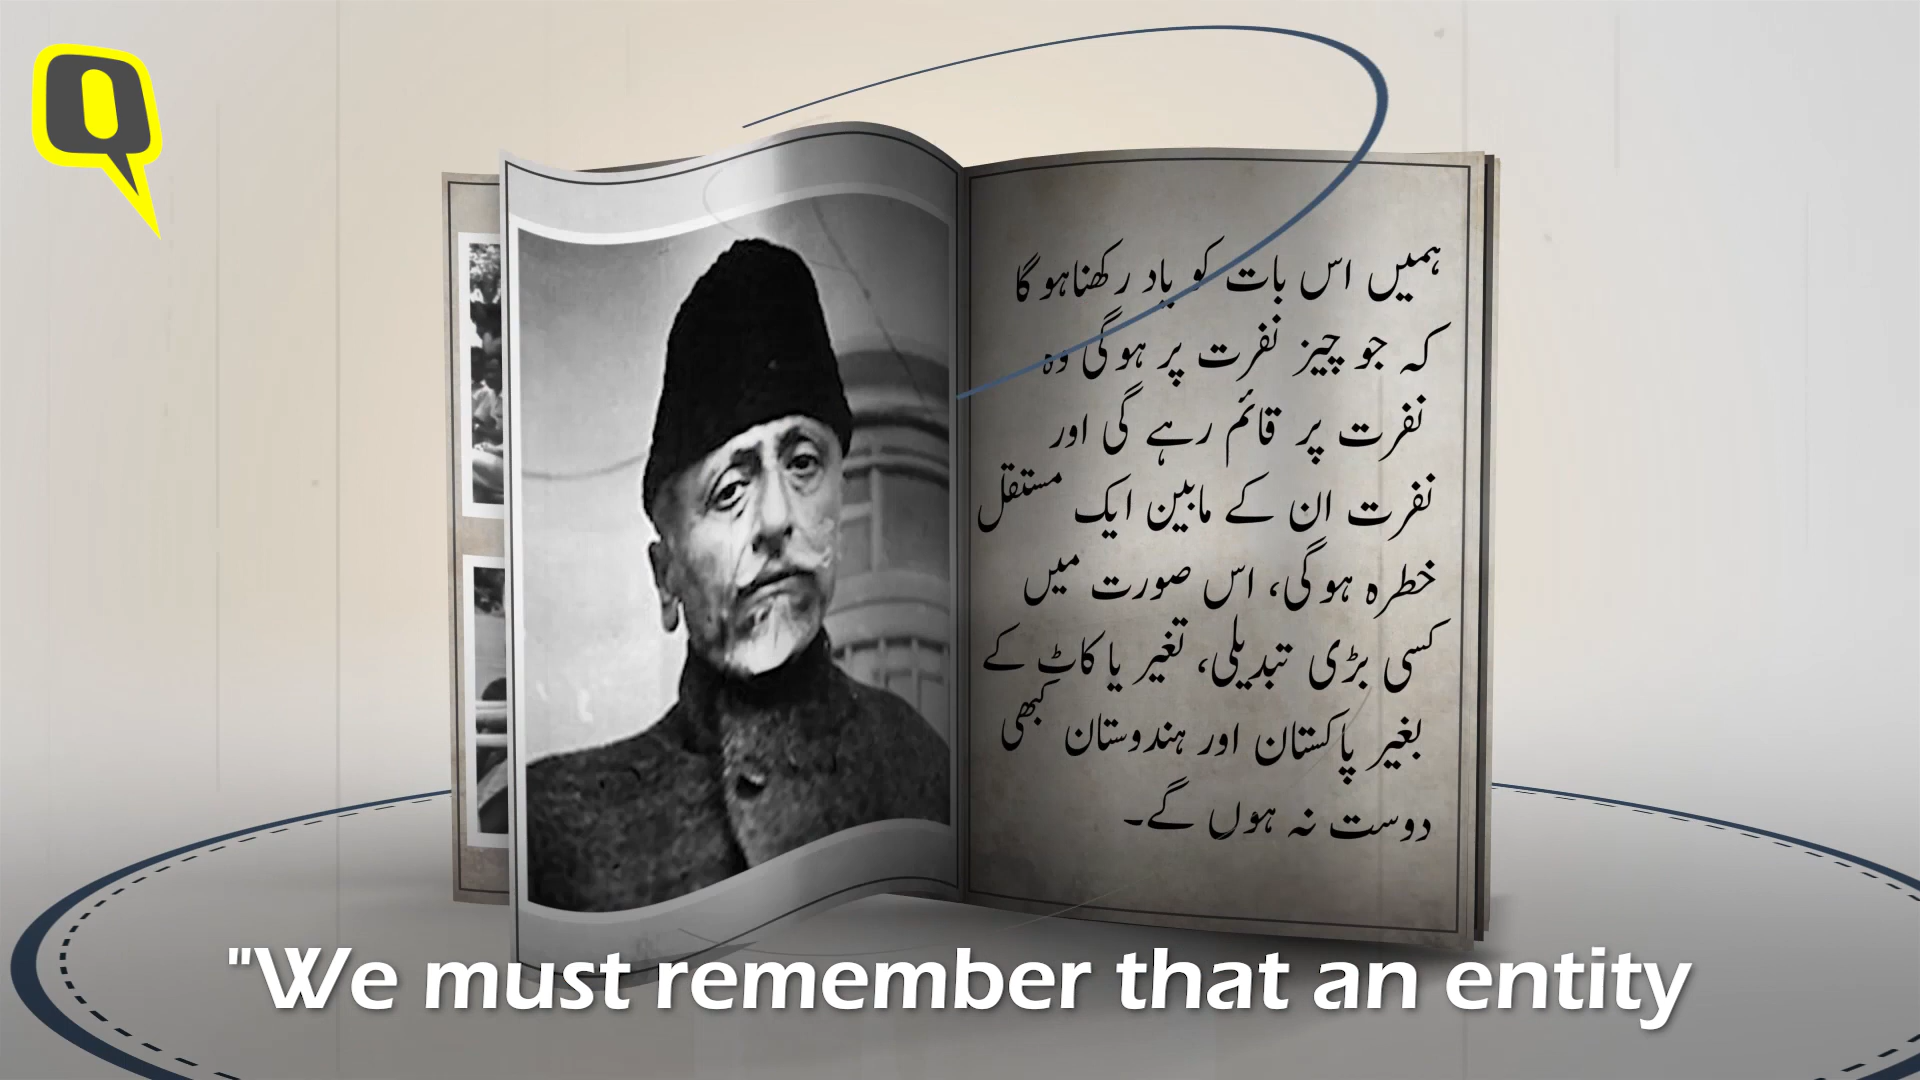 Q
ہمیں اس بات کو یاد رکھناہوگا
کہ جو چیز نفرت پر ہوگی وہ
نفرت پر قائم رہے گی اور
نفرت ان کے مابین ایک مستقل
خطرہ ہوگی، اس صورت میں
کسی بڑی تبدیلی، تغیر یا کاٹ کے
بغیر پاکستان اور ہندوستان کبھی
دوست نہ ہوں گے۔
"We must remember that an entity